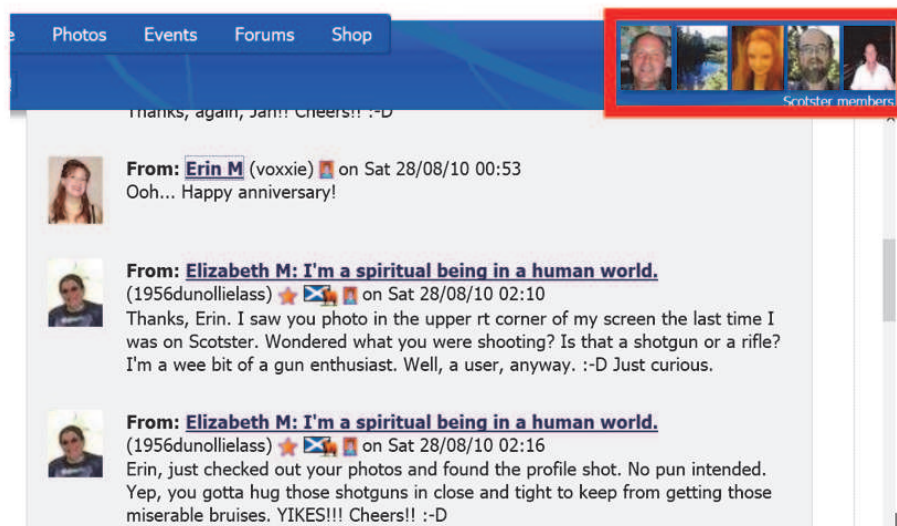 Photos Events Forums Shop
Scotster members
Thanks, again, Jan!! Cheers!! :-D
From: Erin M (voxxie) on Sat 28/08/10 00:53
Ooh... Happy anniversary!
From: Elizabeth M: I'm a spiritual being in a human world.
(1956dunollielass) on Sat 28/08/10 02:10
Thanks, Erin. I saw you photo in the upper rt corner of my screen the last time I
was on Scotster. Wondered what you were shooting? Is that a shotgun or a rifle?
I'm a wee bit of a gun enthusiast. Well, a user, anyway. :-D Just curious.
From: Elizabeth M: I'm a spiritual being in a human world.
(1956dunollielass) on Sat 28/08/10 02:16
Erin, just checked out your photos and found the profile shot. No pun intended.
Yep, you gotta hug those shotguns in close and tight to keep from getting those
miserable bruises. YIKES!!! Cheers!! :-D